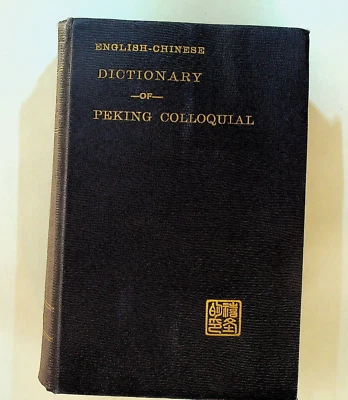 ENGLISH-CHINESE
DICTIONARY
—OF—
PEKING COLLOQUIAL